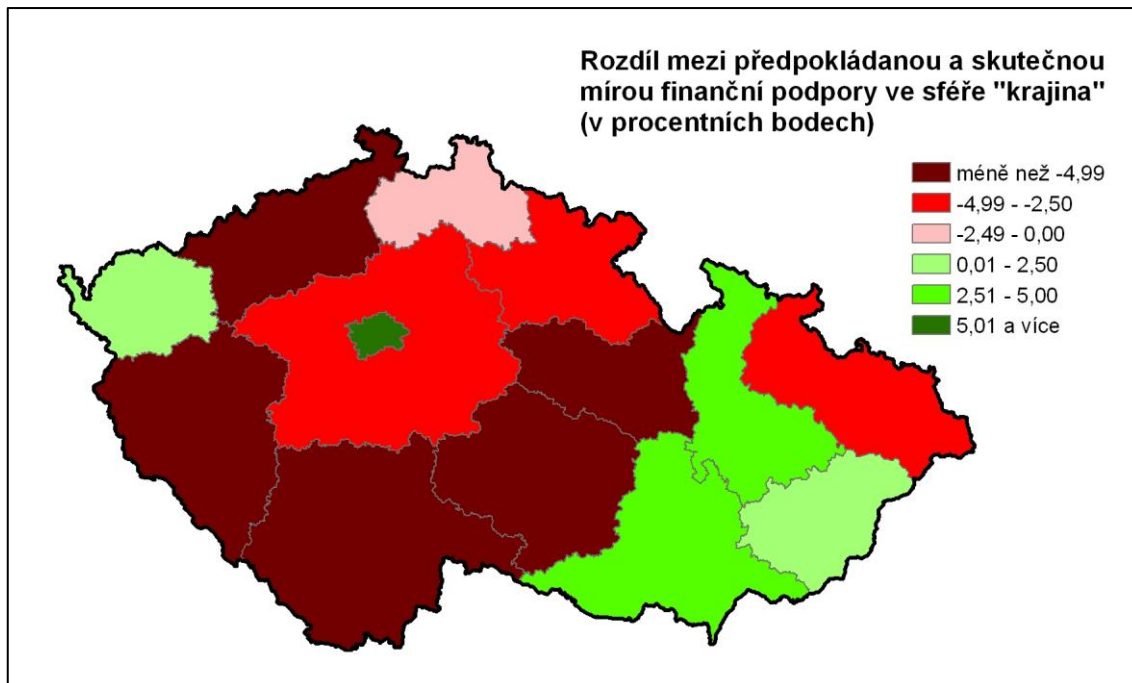 Rozdíl mezi předpokládanou a skutečnou
mírou finanční podpory ve sféře "krajina"
(v procentních bodech)
méně než -4,99
-4,99 - -2,50
-2,49 - 0,00
0,01 - 2,50
2,51 - 5,00
5,01 a více